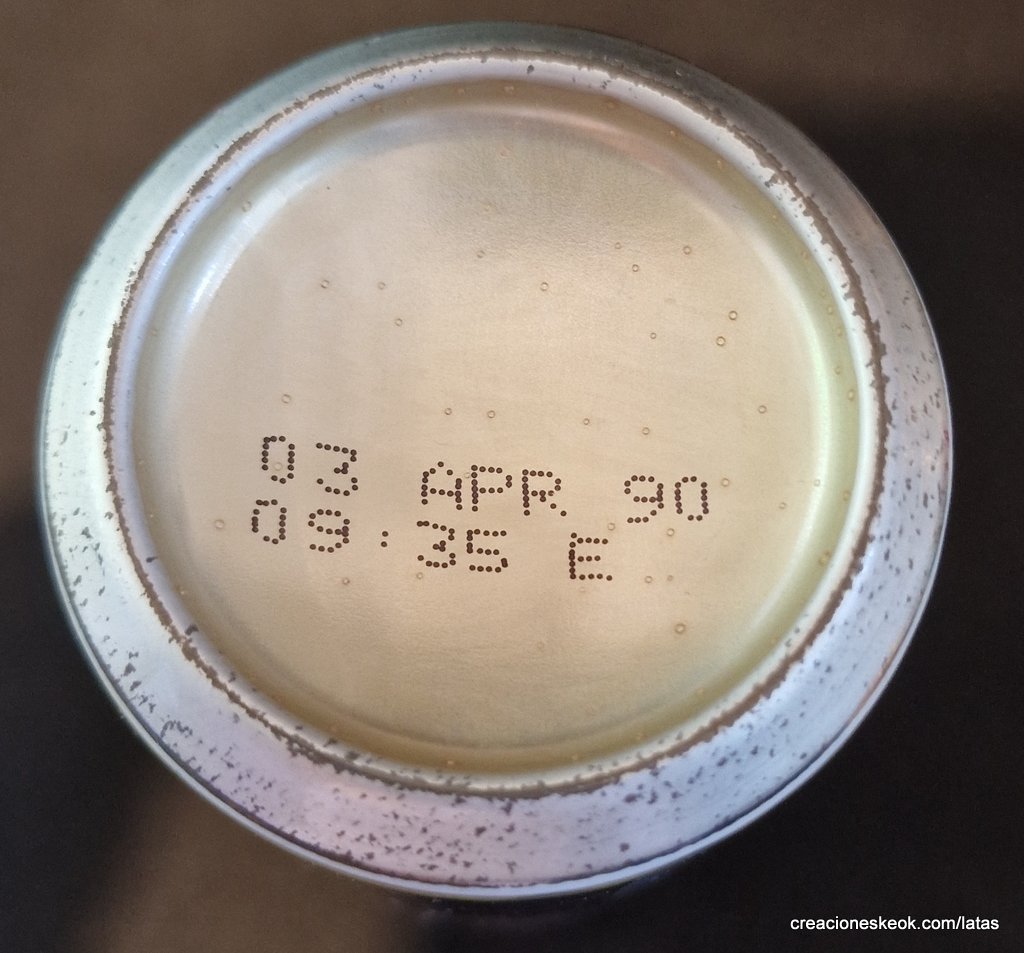 03 APR. 90
09:35 E
creacioneskeok.com/latas